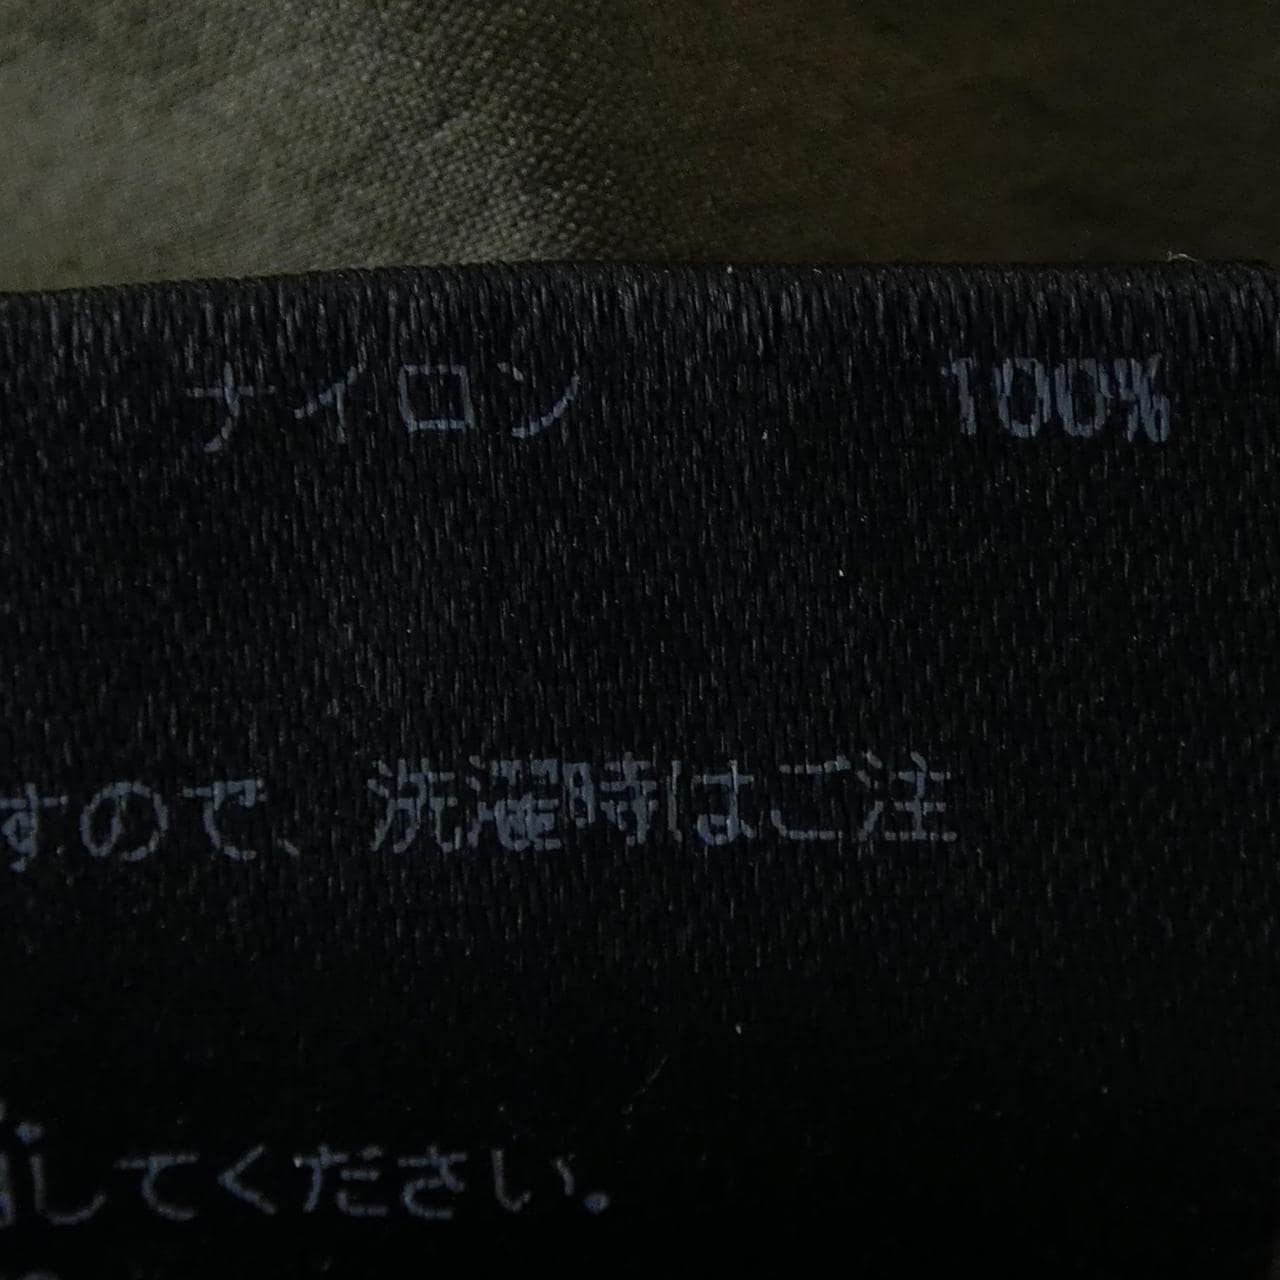 ナイロン 100%
すので、洗濯時はご注
してください。